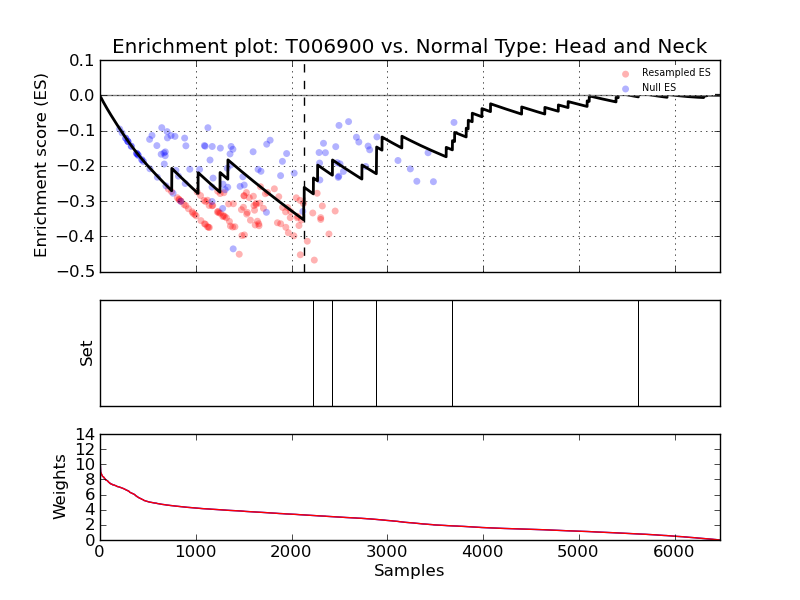 Enrichment plot: T006900 vs. Normal Type: Head and Neck
Enrichment score (ES)
0.1
0.0
−0.1
−0.2
−0.3
−0.4
−0.5
Resampled ES
Null ES
Set
Weights
14
12
10
8
6
4
2
0
0 1000 2000 3000 4000 5000 6000
Samples